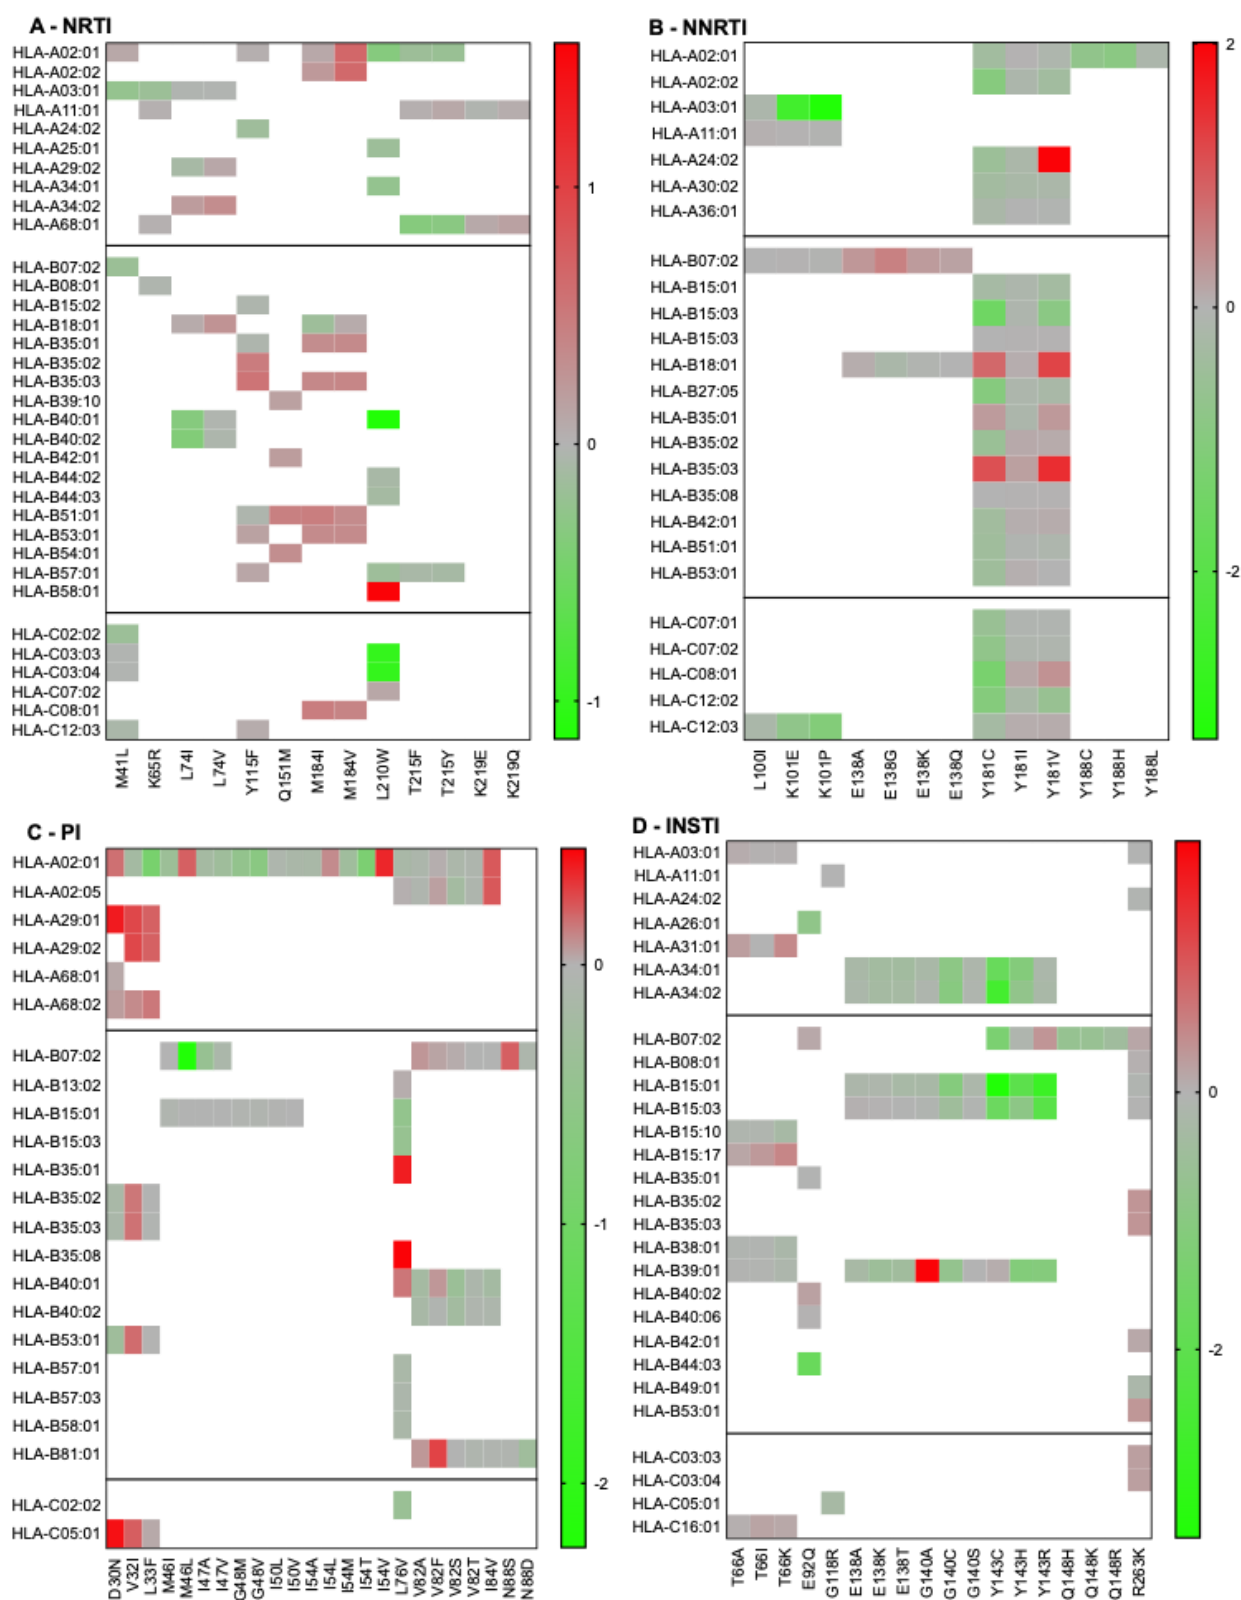 A - NRTI
HLA-A02:01
HLA-A02:02
HLA-A03:01
HLA-A11:01
HLA-A24:02
HLA-A25:01
HLA-A29:02
HLA-A34:01
HLA-A34:02
HLA-A68:01
HLA-B07:02
HLA-B08:01
HLA-B15:02
HLA-B18:01
HLA-B35:01
HLA-B35:02
HLA-B35:03
HLA-B39:10
HLA-B40:01
HLA-B40:02
HLA-B42:01
HLA-B44:02
HLA-B44:03
HLA-B51:01
HLA-B53:01
HLA-B54:01
HLA-B57:01
HLA-B58:01
HLA-C02:02
HLA-C03:03
HLA-C03:04
HLA-C07:02
HLA-C08:01
HLA-C12:03
M41L
K65R
L74I
L74V
Y115F
Q151M
M184I
M184V
L210W
T215F
T215Y
K219E
K219Q
1
0
-1
B - NNRTI
HLA-A02:01
HLA-A02:02
HLA-A03:01
HLA-A11:01
HLA-A24:02
HLA-A30:02
HLA-A36:01
HLA-B07:02
HLA-B15:01
HLA-B15:03
HLA-B15:03
HLA-B18:01
HLA-B27:05
HLA-B35:01
HLA-B35:02
HLA-B35:03
HLA-B35:08
HLA-B42:01
HLA-B51:01
HLA-B53:01
HLA-C07:01
HLA-C07:02
HLA-C08:01
HLA-C12:02
HLA-C12:03
L100I
K101E
K101P
E138A
E138G
E138K
E138Q
Y181C
Y181I
Y181V
Y188C
Y188H
Y188L
2
0
-2
C - PI
HLA-A02:01
HLA-A02:05
HLA-A29:01
HLA-A29:02
HLA-A68:01
HLA-A68:02
HLA-B07:02
HLA-B13:02
HLA-B15:01
HLA-B15:03
HLA-B35:01
HLA-B35:02
HLA-B35:03
HLA-B35:08
HLA-B40:01
HLA-B40:02
HLA-B53:01
HLA-B57:01
HLA-B57:03
HLA-B58:01
HLA-B81:01
HLA-C02:02
HLA-C05:01
D30N
V32I
L33F
M46I
M46L
I47A
I47V
G48M
G48V
I50L
I50V
I54A
I54L
I54M
I54T
I54V
L76V
V82A
V82F
V82S
V82T
I84V
N88S
N88D
0
-1
-2
D - INSTI
HLA-A03:01
HLA-A11:01
HLA-A24:02
HLA-A26:01
HLA-A31:01
HLA-A34:01
HLA-A34:02
HLA-B07:02
HLA-B08:01
HLA-B15:01
HLA-B15:03
HLA-B15:10
HLA-B15:17
HLA-B35:01
HLA-B35:02
HLA-B35:03
HLA-B38:01
HLA-B39:01
HLA-B40:02
HLA-B40:06
HLA-B42:01
HLA-B44:03
HLA-B49:01
HLA-B53:01
HLA-C03:03
HLA-C03:04
HLA-C05:01
HLA-C16:01
T66A
T66I
T66K
E92Q
G118R
E138A
E138K
E138T
G140A
G140C
G140S
Y143C
Y143H
Y143R
Q148H
Q148K
Q148R
R263K
0
-2